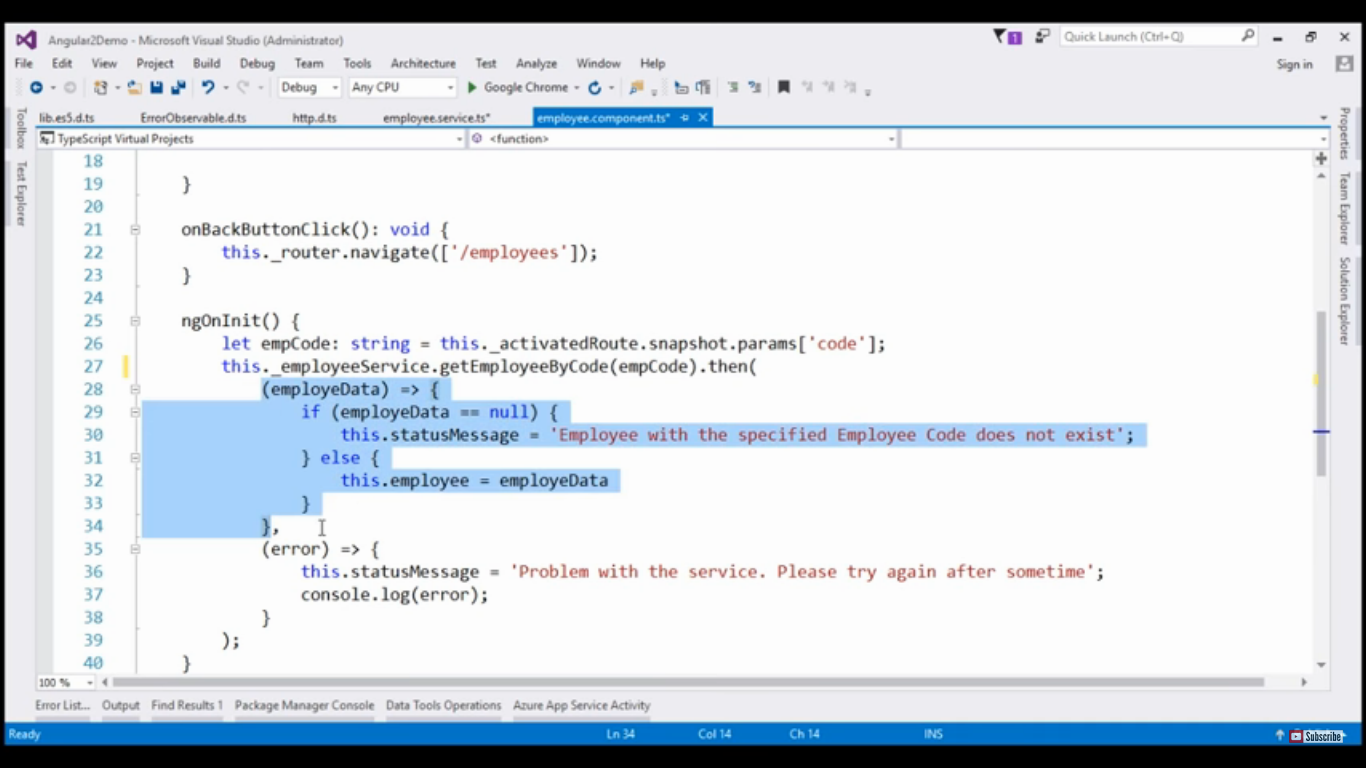 Angular2Demo - Microsoft Visual Studio (Administrator)
1
Quick Launch (Ctrl+Q)
File Edit View Project Build Debug Team Tools Architecture Test Analyze Window Help
Sign in
Debug Any CPU Google Chrome
lib.es5.d.ts ErrorObservable.d.ts http.d.ts employee.service.ts* employee.component.ts*
TypeScript Virtual Projects <function>
Toolbox
Test Explorer
18
19 }
20
21 onBackButtonClick(): void {
22 this._router.navigate(['/employees']);
23 }
24
25 ngOnInit() {
26 let empCode: string = this._activatedRoute.snapshot.params['code'];
27 this._employeeService.getEmployeeByCode(empCode).then(
28 (employeData) => {
29 if (employeData == null) {
30 this.statusMessage = 'Employee with the specified Employee Code does not exist';
31 } else {
32 this.employee = employeData
33 }
34 },
35 (error) => {
36 this.statusMessage = 'Problem with the service. Please try again after sometime';
37 console.log(error);
38 }
39 );
40 }
Properties
Team Explorer
Solution Explorer
100 %
Error List... Output Find Results 1 Package Manager Console Data Tools Operations Azure App Service Activity
Ready Ln 34 Col 14 Ch 14 INS
Subscribe